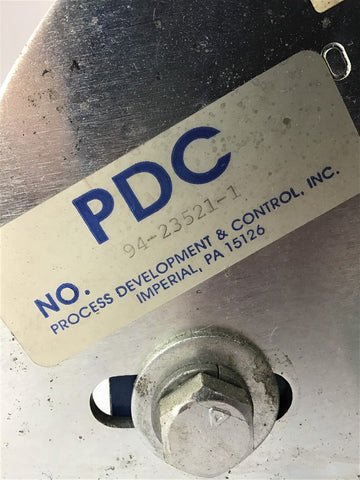 PDC
NO. 94-23521-1
PROCESS DEVELOPMENT & CONTROL, INC.
IMPERIAL, PA 15126